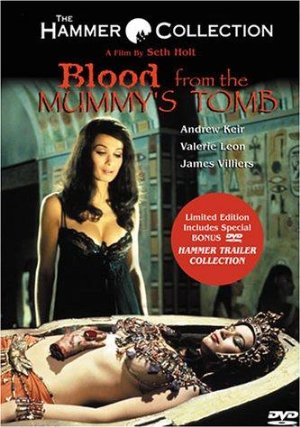 THE
HAMMER COLLECTION
A Film By Seth Holt
Blood from the
MUMMY'S TOMB
Andrew Keir
Valerie Leon
James Villiers
Limited Edition
Includes Special
BONUS DVD
HAMMER TRAILER
COLLECTION
DVD